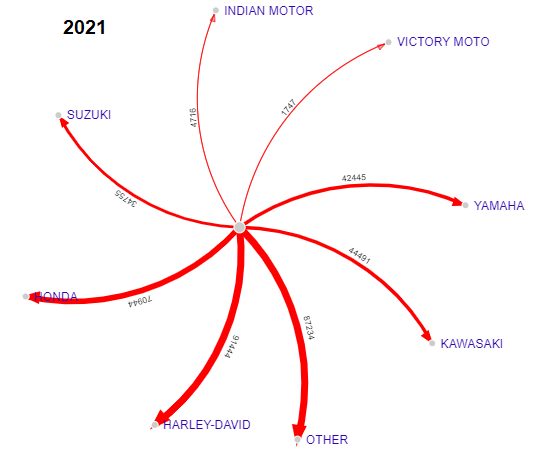 INDIAN MOTOR
2021
VICTORY MOTO
4716
1747
SUZUKI
42445
34755
YAMAHA
44491
HONDA
70944
87234
KAWASAKI
91444
HARLEY-DAVID
OTHER